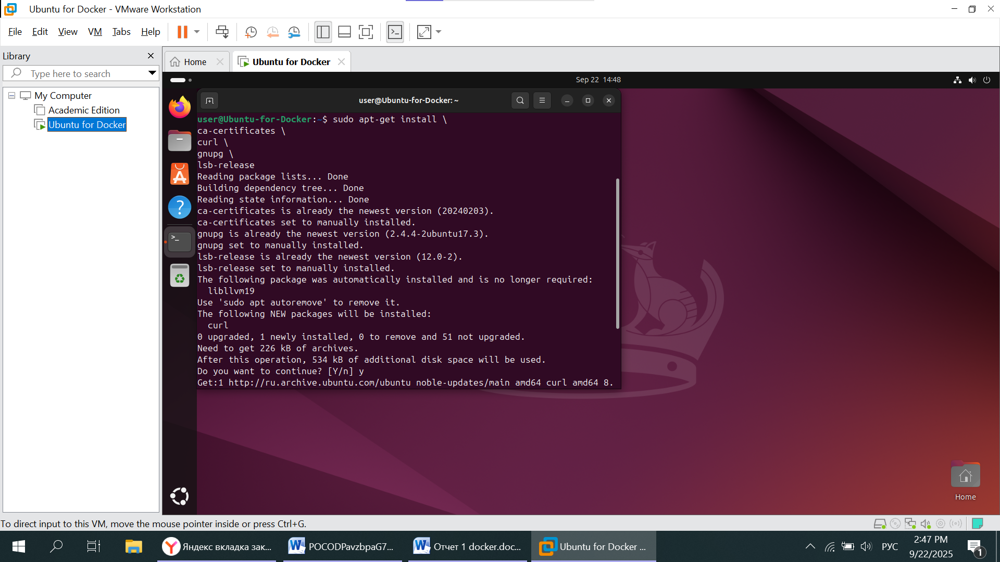 Ubuntu for Docker - VMware Workstation
File Edit View VM Tabs Help
Library
Type here to search
My Computer
Academic Edition
Ubuntu for Docker
Home
Ubuntu for Docker
Sep 22 14:48
user@Ubuntu-for-Docker: ~
user@Ubuntu-for-Docker:~$ sudo apt-get install \
ca-certificates \
curl \
gnupg \
lsb-release
Reading package lists... Done
Building dependency tree... Done
Reading state information... Done
ca-certificates is already the newest version (20240203).
ca-certificates set to manually installed.
gnupg is already the newest version (2.4.4-2ubuntu17.3).
gnupg set to manually installed.
lsb-release is already the newest version (12.0-2).
lsb-release set to manually installed.
The following package was automatically installed and is no longer required:
libllvm19
Use 'sudo apt autoremove' to remove it.
The following NEW packages will be installed:
curl
0 upgraded, 1 newly installed, 0 to remove and 51 not upgraded.
Need to get 226 kB of archives.
After this operation, 534 kB of additional disk space will be used.
Do you want to continue? [Y/n] y
Get:1 http://ru.archive.ubuntu.com/ubuntu noble-updates/main amd64 curl amd64 8.
Home
To direct input to this VM, move the mouse pointer inside or press Ctrl+G.
Яндекс вкладка зак...
POCODPavzbpaG7...
Отчет 1 docker.doc...
Ubuntu for Docker ...
РУС
2:47 PM
9/22/2025
1